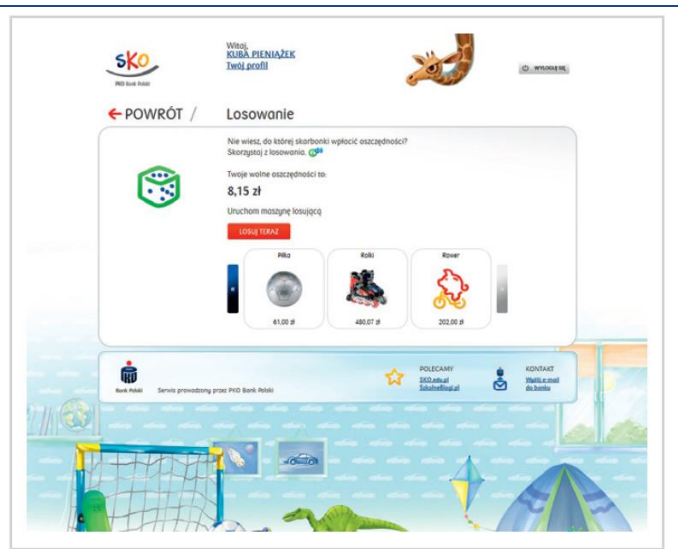 SKO
PKO Bank Polski
Witaj,
KUBA PIENIĄŻEK
Twój profil
WYLOGUJ SIĘ
POWRÓT /
Losowanie
Nie wiesz, do której skarbonki wpłacić oszczędności?
Skorzystaj z losowania.
Twoje wolne oszczędności to:
8,15 zł
Uruchom maszynę losującą
LOSUJ TERAZ
Piłka
Rolki
Rower
61,00 zł
480,07 zł
202,00 zł
Bank Polski
Serwis prowadzony przez PKO Bank Polski
POLECAMY
SKO.edu.pl
SzkolneBlogi.pl
KONTAKT
Wyślij e-mail
do banku